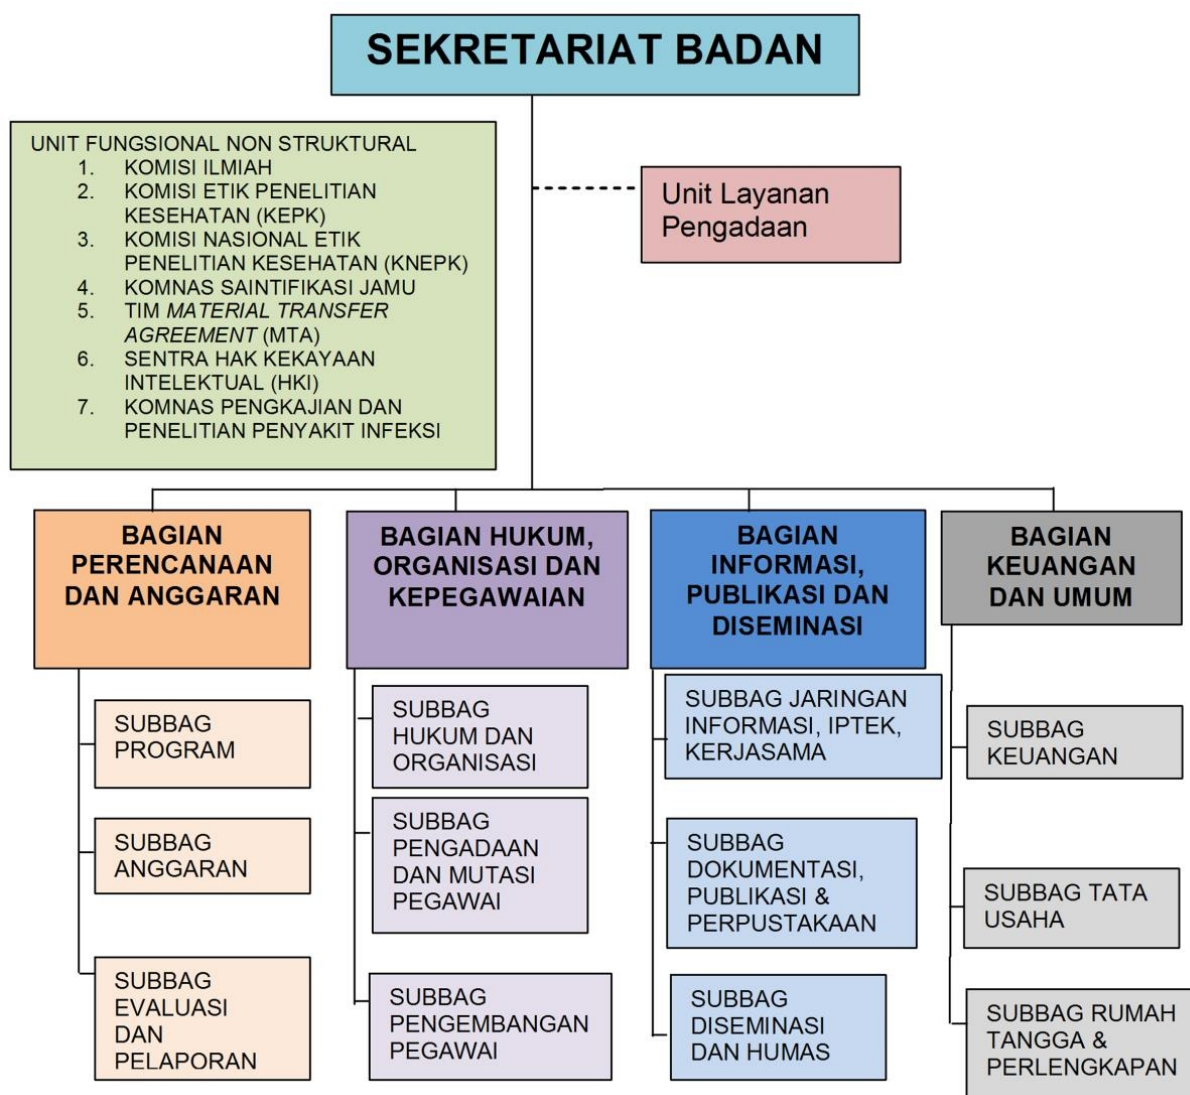 SEKRETARIAT BADAN
UNIT FUNGSIONAL NON STRUKTURAL
1. KOMISI ILMIAH
2. KOMISI ETIK PENELITIAN
KESEHATAN (KEPK)
3. KOMISI NASIONAL ETIK
PENELITIAN KESEHATAN (KNEPK)
4. KOMNAS SAINTIFIKASI JAMU
5. TIM MATERIAL TRANSFER
AGREEMENT (MTA)
6. SENTRA HAK KEKAYAAN
INTELEKTUAL (HKI)
7. KOMNAS PENGKAJIAN DAN
PENELITIAN PENYAKIT INFEKSI
Unit Layanan
Pengadaan
BAGIAN
PERENCANAAN
DAN ANGGARAN
SUBBAG
PROGRAM
SUBBAG
ANGGARAN
SUBBAG
EVALUASI
DAN
PELAPORAN
BAGIAN HUKUM,
ORGANISASI DAN
KEPEGAWAIAN
SUBBAG
HUKUM DAN
ORGANISASI
SUBBAG
PENGADAAN
DAN MUTASI
PEGAWAI
SUBBAG
PENGEMBANGAN
PEGAWAI
BAGIAN
INFORMASI,
PUBLIKASI DAN
DISEMINASI
SUBBAG JARINGAN
INFORMASI, IPTEK,
KERJASAMA
SUBBAG
DOKUMENTASI,
PUBLIKASI &
PERPUSTAKAAN
SUBBAG
DISEMINASI
DAN HUMAS
BAGIAN
KEUANGAN
DAN UMUM
SUBBAG
KEUANGAN
SUBBAG TATA
USAHA
SUBBAG RUMAH
TANGGA &
PERLENGKAPAN